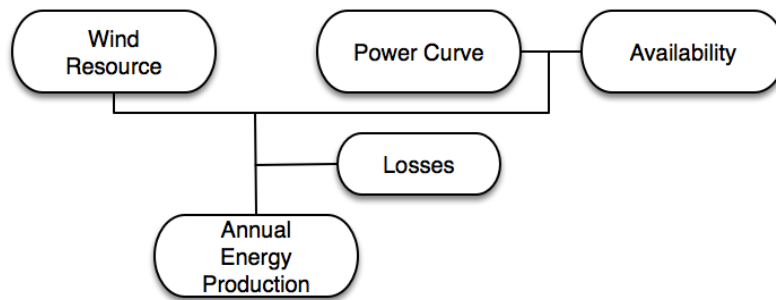 Wind
Resource
Power Curve
Availability
Losses
Annual
Energy
Production